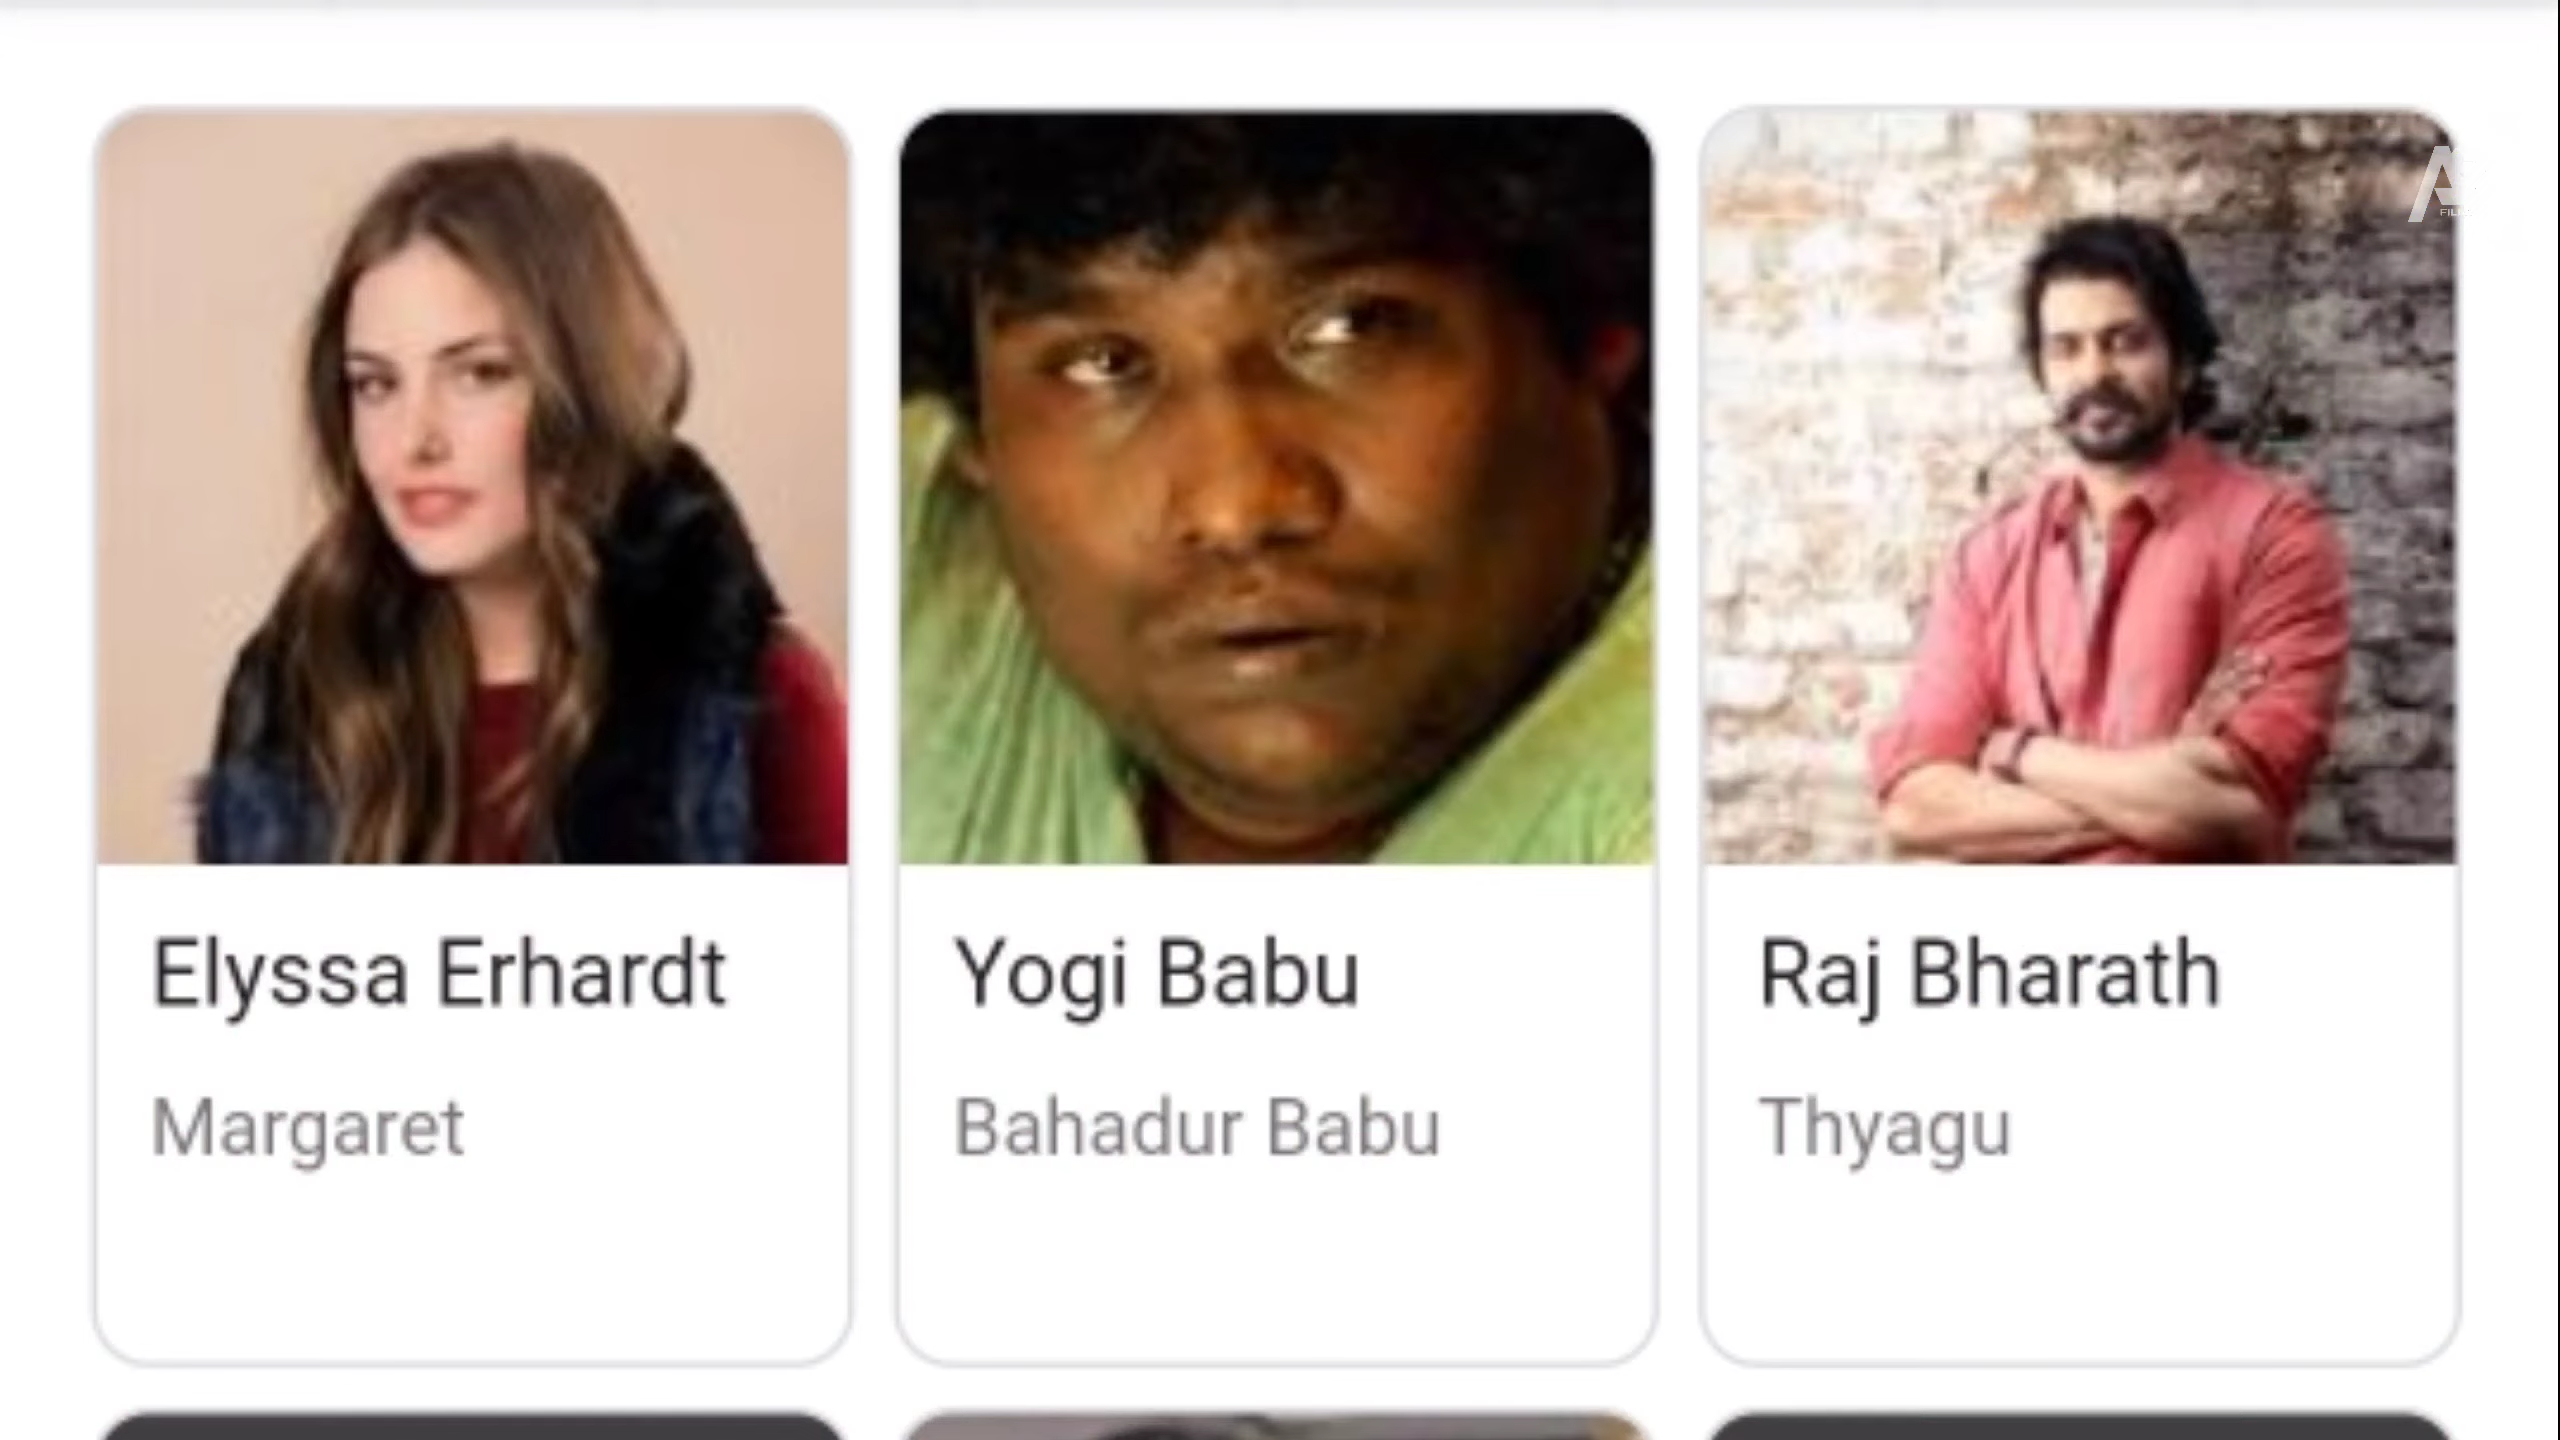 Elyssa Erhardt
Margaret
Yogi Babu
Bahadur Babu
Raj Bharath
Thyagu